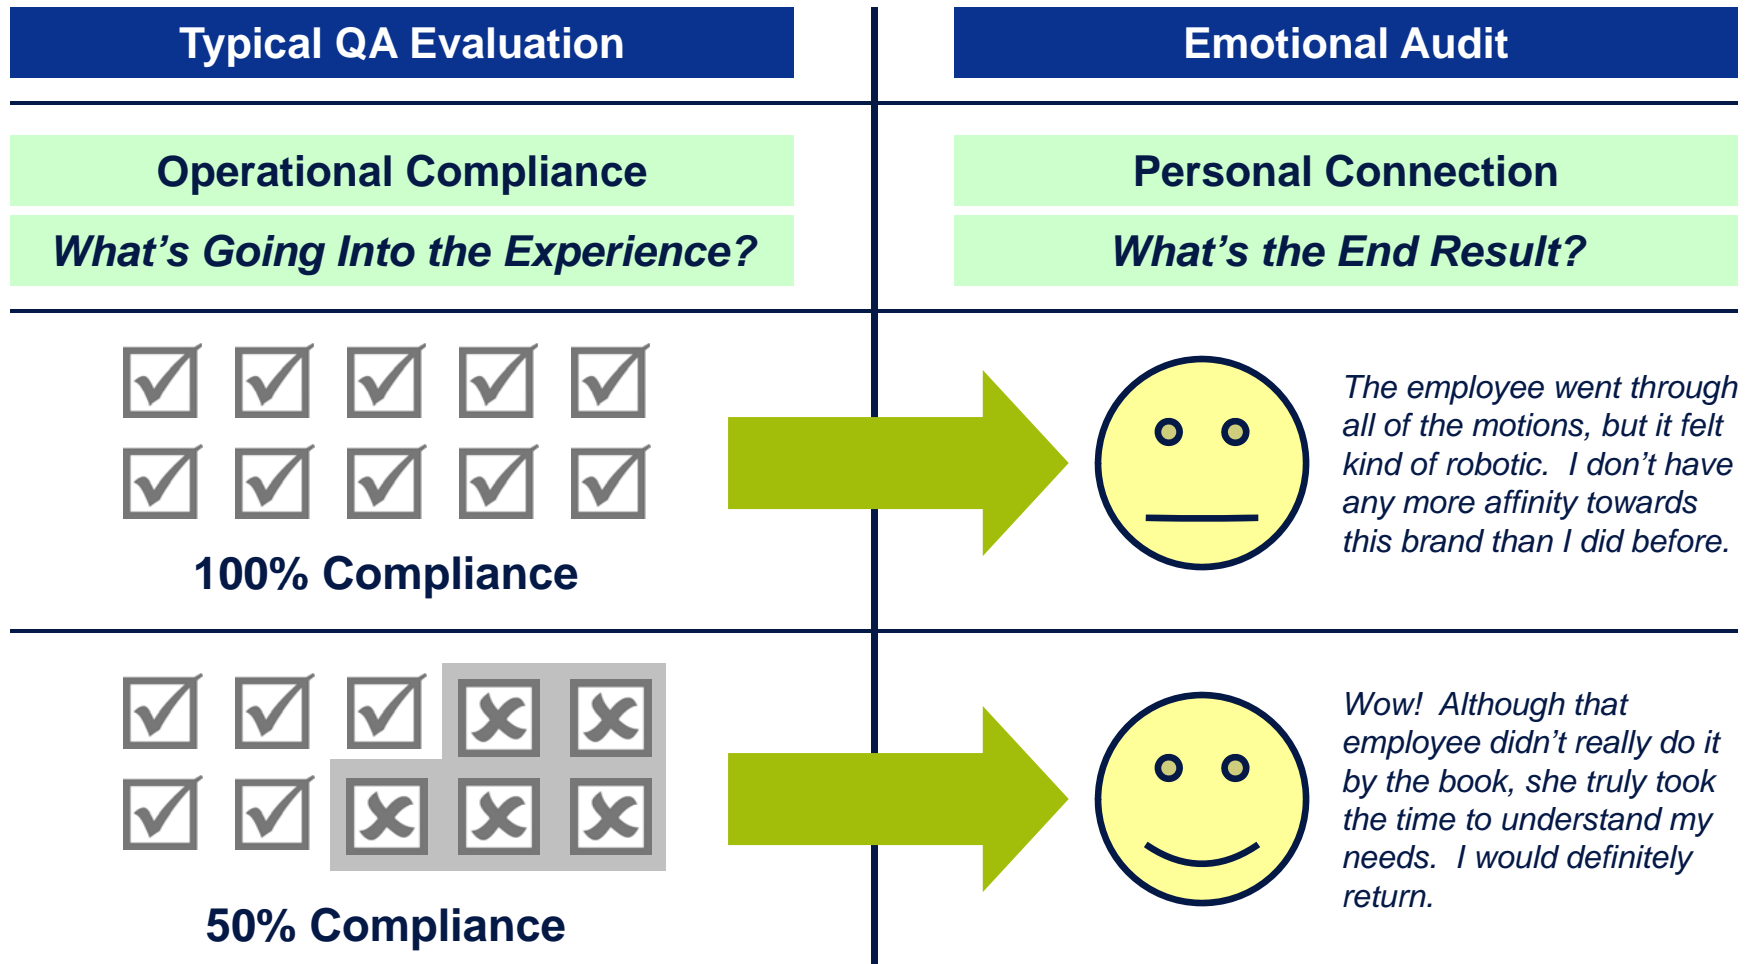 Typical QA Evaluation
Emotional Audit
Operational Compliance
Personal Connection
What’s Going Into the Experience?
What’s the End Result?
The employee went through
all of the motions, but it felt
kind of robotic.  I don’t have
any more affinity towards
this brand than I did before.
100% Compliance
Wow!  Although that
employee didn’t really do it
by the book, she truly took
the time to understand my
needs.  I would definitely
return.
50% Compliance